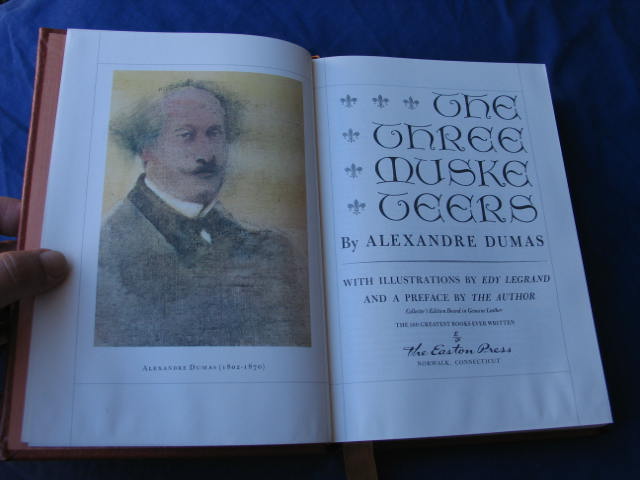 ALEXANDRE DUMAS (1802-1870)
THE
THREE
MUSKE
TEERS
By ALEXANDRE DUMAS
WITH ILLUSTRATIONS BY EDY LEGRAND
AND A PREFACE BY THE AUTHOR
Collector's Edition Bound in Genuine Leather
THE 100 GREATEST BOOKS EVER WRITTEN
The Easton Press
NORWALK, CONNECTICUT